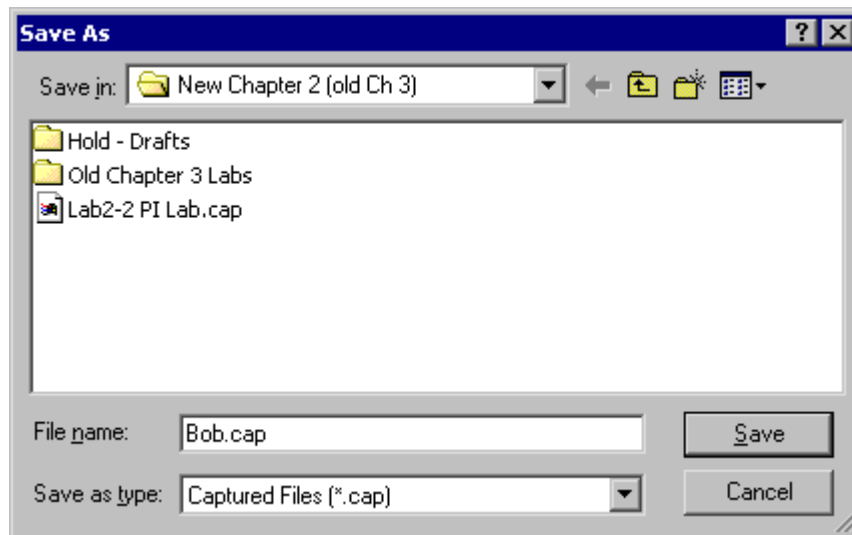 Save As
Save in: New Chapter 2 (old Ch 3)
Hold - Drafts
Old Chapter 3 Labs
Lab2-2 PI Lab.cap
File name: Bob.cap Save
Save as type: Captured Files (*.cap) Cancel